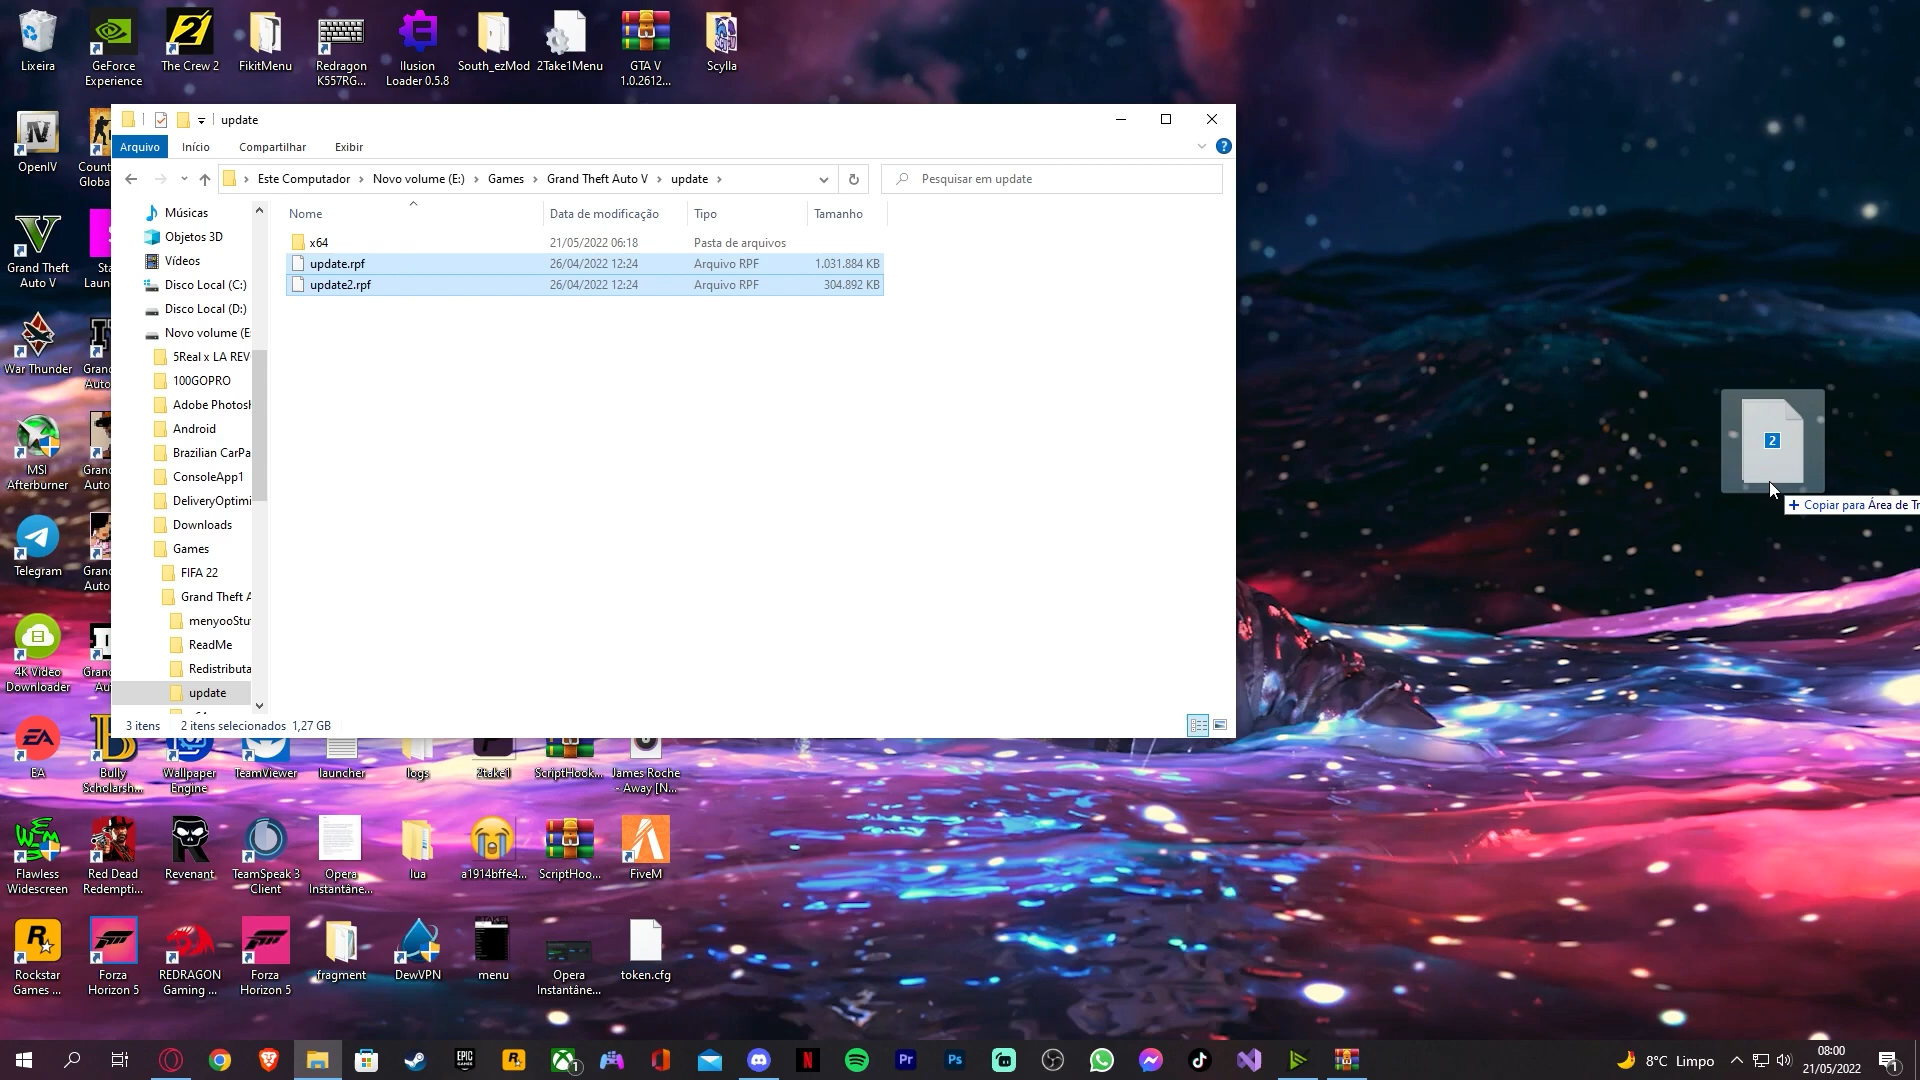 Lixeira
GeForce
Experience
The Crew 2
FikitMenu
Redragon
K557RG...
Ilusion
Loader 0.5.8
South_ezMod
2Take1Menu
GTA V
1.0.2612...
Scylla
update
Arquivo
Início
Compartilhar
Exibir
Este Computador
Novo volume (E:)
Games
Grand Theft Auto V
update
Pesquisar em update
Nome
Data de modificação
Tipo
Tamanho
x64
21/05/2022 06:18
Pasta de arquivos
update.rpf
26/04/2022 12:24
Arquivo RPF
1.031.884 KB
update2.rpf
26/04/2022 12:24
Arquivo RPF
304.892 KB
Músicas
Objetos 3D
Vídeos
Disco Local (C:)
Disco Local (D:)
Novo volume (E
5Real x LA REV
100GOPRO
Adobe Photosh
Android
Brazilian CarPa
ConsoleApp1
DeliveryOptimi
Downloads
Games
FIFA 22
Grand Theft A
menyooStu
ReadMe
Redistributa
update
3 itens
2 itens selecionados 1,27 GB
OpenIV
Count
Global
Grand Theft
Auto V
Sta
Laun
War Thunder
Grand
Auto
MSI
Afterburner
Grand
Auto
Telegram
Grand
Auto
4K Video
Downloader
Grand
Au
EA
Bully
Scholarsh...
Wallpaper
Engine
TeamViewer
launcher
logs
2take1
ScriptHook...
James Roche
- Away [N...
Flawless
Widescreen
Red Dead
Redempti...
Revenant
TeamSpeak 3
Client
Opera
Instantâne...
lua
a1914bffe4...
ScriptHoo...
FiveM
Rockstar
Games ...
Forza
Horizon 5
REDRAGON
Gaming ...
Forza
Horizon 5
fragment
DewVPN
menu
Opera
Instantâne...
token.cfg
2
Copiar para Área de Tr
8°C Limpo
08:00
21/05/2022